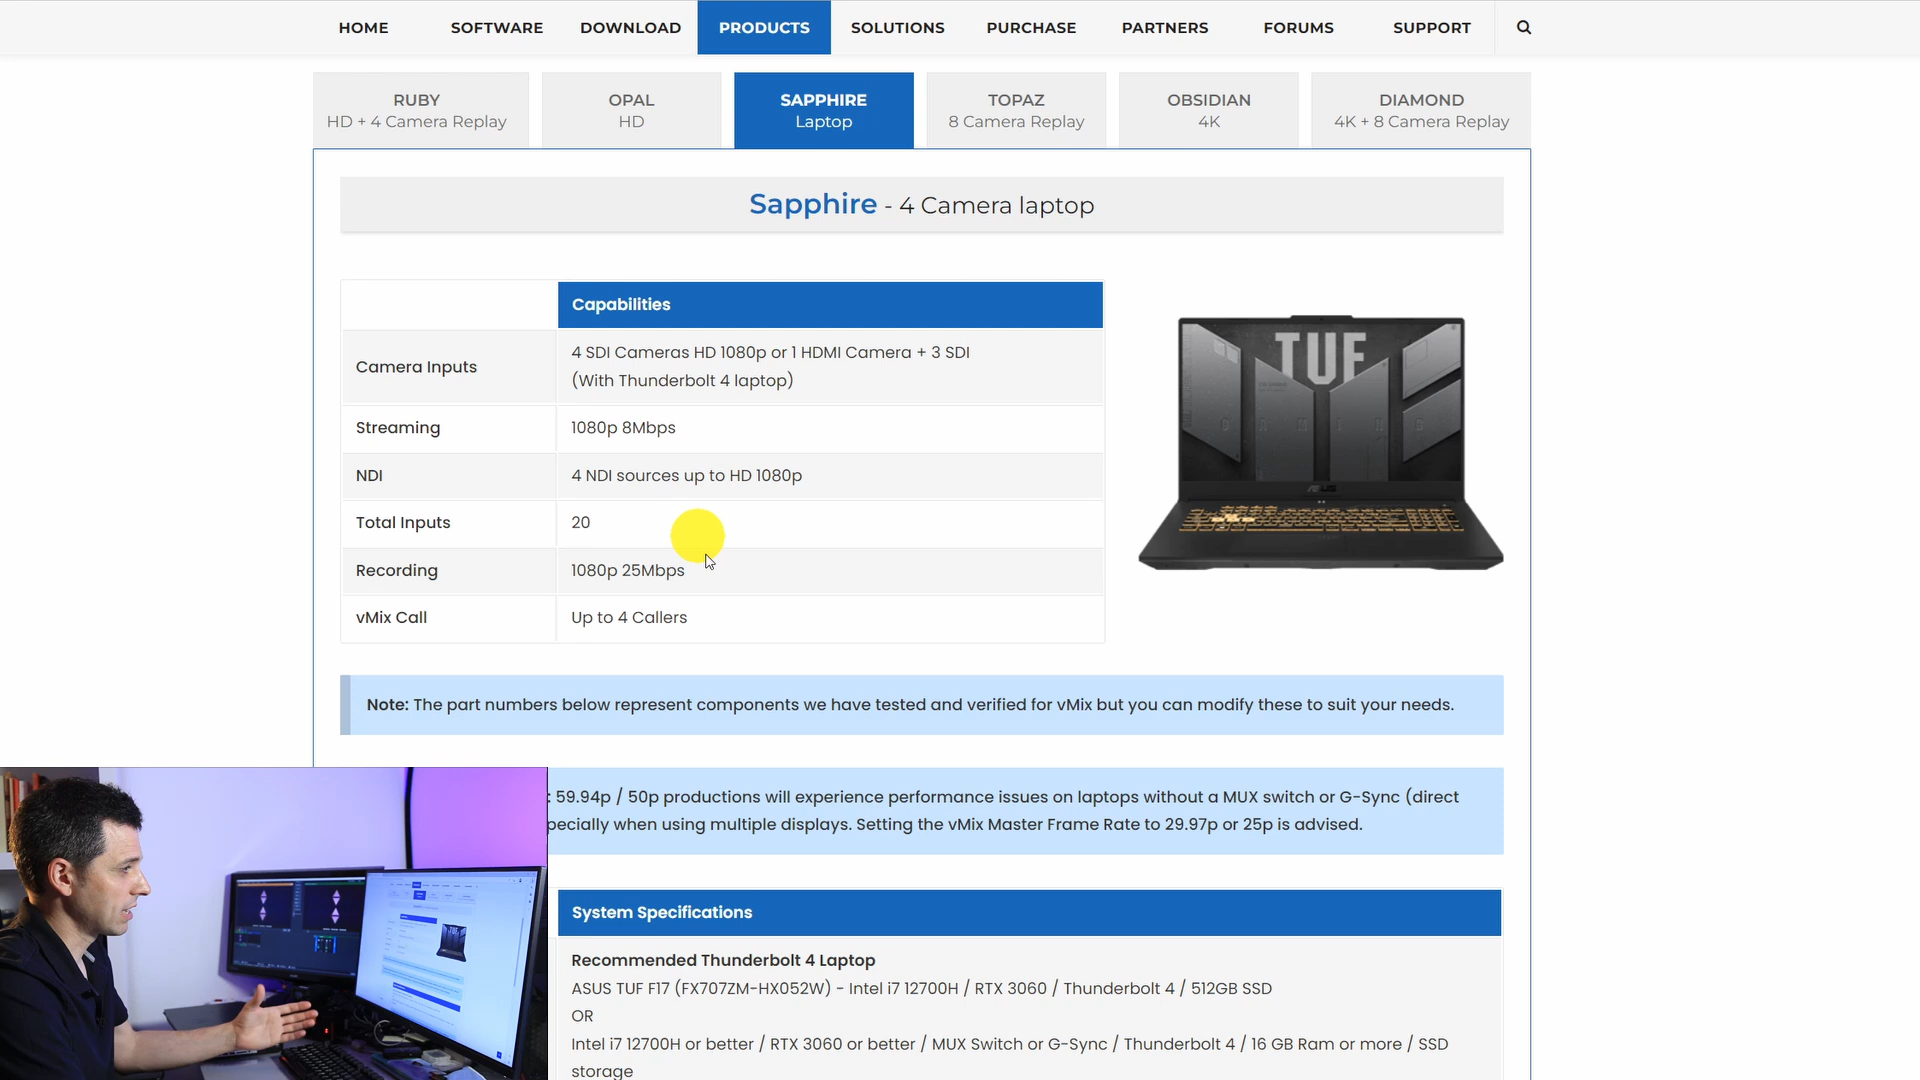 HOME SOFTWARE DOWNLOAD PRODUCTS SOLUTIONS PURCHASE PARTNERS FORUMS SUPPORT
RUBY
HD + 4 Camera Replay
OPAL
HD
SAPPHIRE
Laptop
TOPAZ
8 Camera Replay
OBSIDIAN
4K
DIAMOND
4K + 8 Camera Replay
Sapphire - 4 Camera laptop
Capabilities
Camera Inputs
4 SDI Cameras HD 1080p or 1 HDMI Camera + 3 SDI
(With Thunderbolt 4 laptop)
Streaming
1080p 8Mbps
NDI
4 NDI sources up to HD 1080p
Total Inputs
20
Recording
1080p 25Mbps
vMix Call
Up to 4 Callers
TUF
GAMING
ASUS
Note: The part numbers below represent components we have tested and verified for vMix but you can modify these to suit your needs.
: 59.94p / 50p productions will experience performance issues on laptops without a MUX switch or G-Sync (direct
pecially when using multiple displays. Setting the vMix Master Frame Rate to 29.97p or 25p is advised.
System Specifications
Recommended Thunderbolt 4 Laptop
ASUS TUF F17 (FX707ZM-HX052W) - Intel i7 12700H / RTX 3060 / Thunderbolt 4 / 512GB SSD
OR
Intel i7 12700H or better / RTX 3060 or better / MUX Switch or G-Sync / Thunderbolt 4 / 16 GB Ram or more / SSD
storage